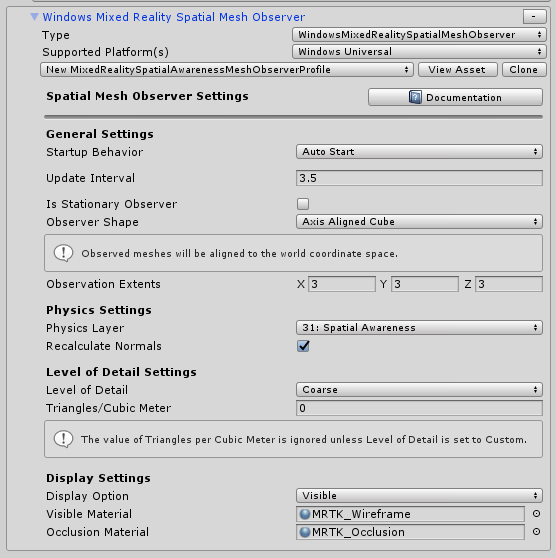 Windows Mixed Reality Spatial Mesh Observer -
Type WindowsMixedRealitySpatialMeshObserver
Supported Platform(s) Windows Universal
New MixedRealitySpatialAwarenessMeshObserverProfile View Asset Clone
Spatial Mesh Observer Settings Documentation
General Settings
Startup Behavior Auto Start
Update Interval 3.5
Is Stationary Observer
Observer Shape Axis Aligned Cube
Observed meshes will be aligned to the world coordinate space.
Observation Extents X 3 Y 3 Z 3
Physics Settings
Physics Layer 31: Spatial Awareness
Recalculate Normals
Level of Detail Settings
Level of Detail Coarse
Triangles/Cubic Meter 0
The value of Triangles per Cubic Meter is ignored unless Level of Detail is set to Custom.
Display Settings
Display Option Visible
Visible Material MRTK_Wireframe
Occlusion Material MRTK_Occlusion